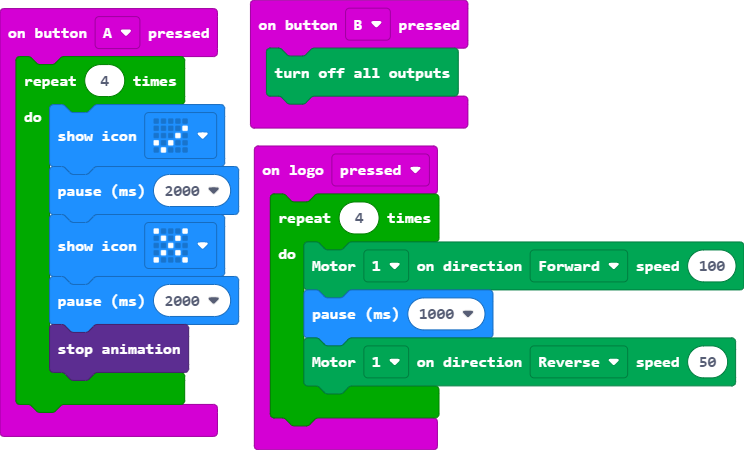 on button A pressed
repeat 4 times
do
show icon
pause (ms) 2000
show icon
pause (ms) 2000
stop animation
on button B pressed
turn off all outputs
on logo pressed
repeat 4 times
do
Motor 1 on direction Forward speed 100
pause (ms) 1000
Motor 1 on direction Reverse speed 50